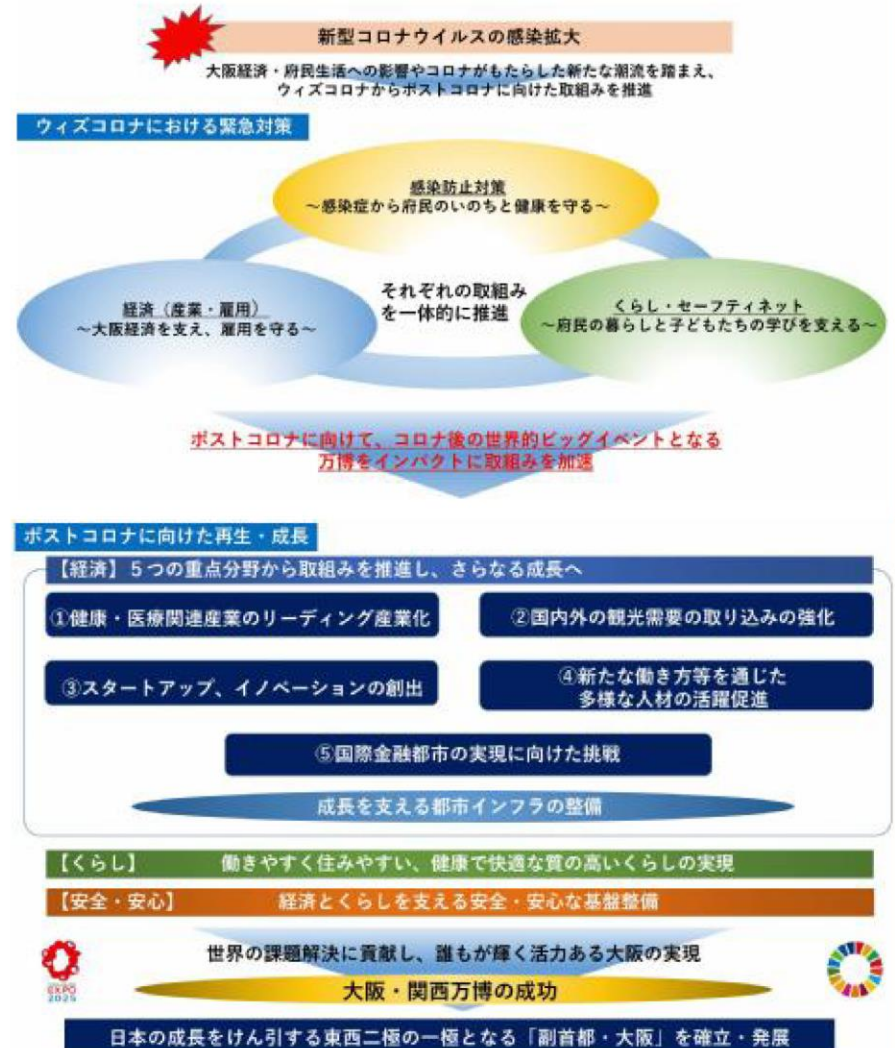 新型コロナウイルスの感染拡大
大阪経済・府民生活への影響やコロナがもたらした新たな潮流を踏まえ、
ウィズコロナからポストコロナに向けた取組みを推進
ウィズコロナにおける緊急対策
感染防止対策
～感染症から府民のいのちと健康を守る～
経済（産業・雇用）
～大阪経済を支え、雇用を守る～
それぞれの取組み
を一体的に推進
くらし・セーフティネット
～府民の暮らしと子どもたちの学びを支える～
ポストコロナに向けて、コロナ後の世界的ビッグイベントとなる
万博をインパクトに取組みを加速
ポストコロナに向けた再生・成長
【経済】５つの重点分野から取組みを推進し、さらなる成長へ
①健康・医療関連産業のリーディング産業化
②国内外の観光需要の取り込みの強化
③スタートアップ、イノベーションの創出
④新たな働き方等を通じた
多様な人材の活躍促進
⑤国際金融都市の実現に向けた挑戦
成長を支える都市インフラの整備
【くらし】 働きやすく住みやすい、健康で快適な質の高いくらしの実現
【安全・安心】 経済とくらしを支える安全・安心な基盤整備
世界の課題解決に貢献し、誰もが輝く活力ある大阪の実現
EXPO
2025
大阪・関西万博の成功
日本の成長をけん引する東西二極の一極となる「副首都・大阪」を確立・発展